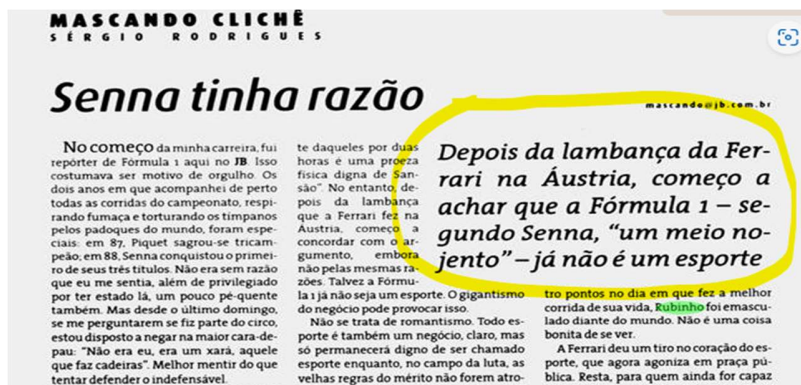 MASCANDO CLICHÊ
SÉRGIO RODRIGUES
Senna tinha razão
mascando@jb.com.br
No começo da minha carreira, fui
repórter de Fórmula 1 aqui no JB. Isso
costumava ser motivo de orgulho. Os
dois anos em que acompanhei de perto
todas as corridas do campeonato, respi-
rando fumaça e torturando os tímpanos
pelos padoques do mundo, foram espe-
ciais: em 87, Piquet sagrou-se tricam-
peão; em 88, Senna conquistou o primei-
ro de seus três títulos. Não era sem razão
que eu me sentia, além de privilegiado
por ter estado lá, um pouco pé-quente
também. Mas desde o último domingo,
se me perguntarem se fiz parte do circo,
estou disposto a negar na maior cara-de-
pau: "Não era eu, era um xará, aquele
que faz cadeiras". Melhor mentir do que
tentar defender o indefensável.
te daqueles por duas
horas é uma proeza
física digna de San-
são". No entanto, de-
pois da lambança
que a Ferrari fez na
Áustria, começo a
concordar com o ar-
gumento, embora
não pelas mesmas ra-
zões. Talvez a Fórmu-
la 1 já não seja um esporte. O gigantismo
do negócio pode provocar isso.
Não se trata de romantismo. Todo es-
porte é também um negócio, claro, mas
só permanecerá digno de ser chamado
esporte enquanto, no campo da luta, as
velhas regras do mérito não forem atro-
Depois da lambança da Fer-
rari na Áustria, começo a
achar que a Fórmula 1 – se-
gundo Senna, "um meio no-
jento" – já não é um esporte
tro pontos no dia em que fez a melhor
corrida de sua vida, Rubinho foi emascu-
lado diante do mundo. Não é uma coisa
bonita de se ver.
A Ferrari deu um tiro no coração do es-
porte, que agora agoniza em praça pú-
blica. Resta, para quem ainda for capaz